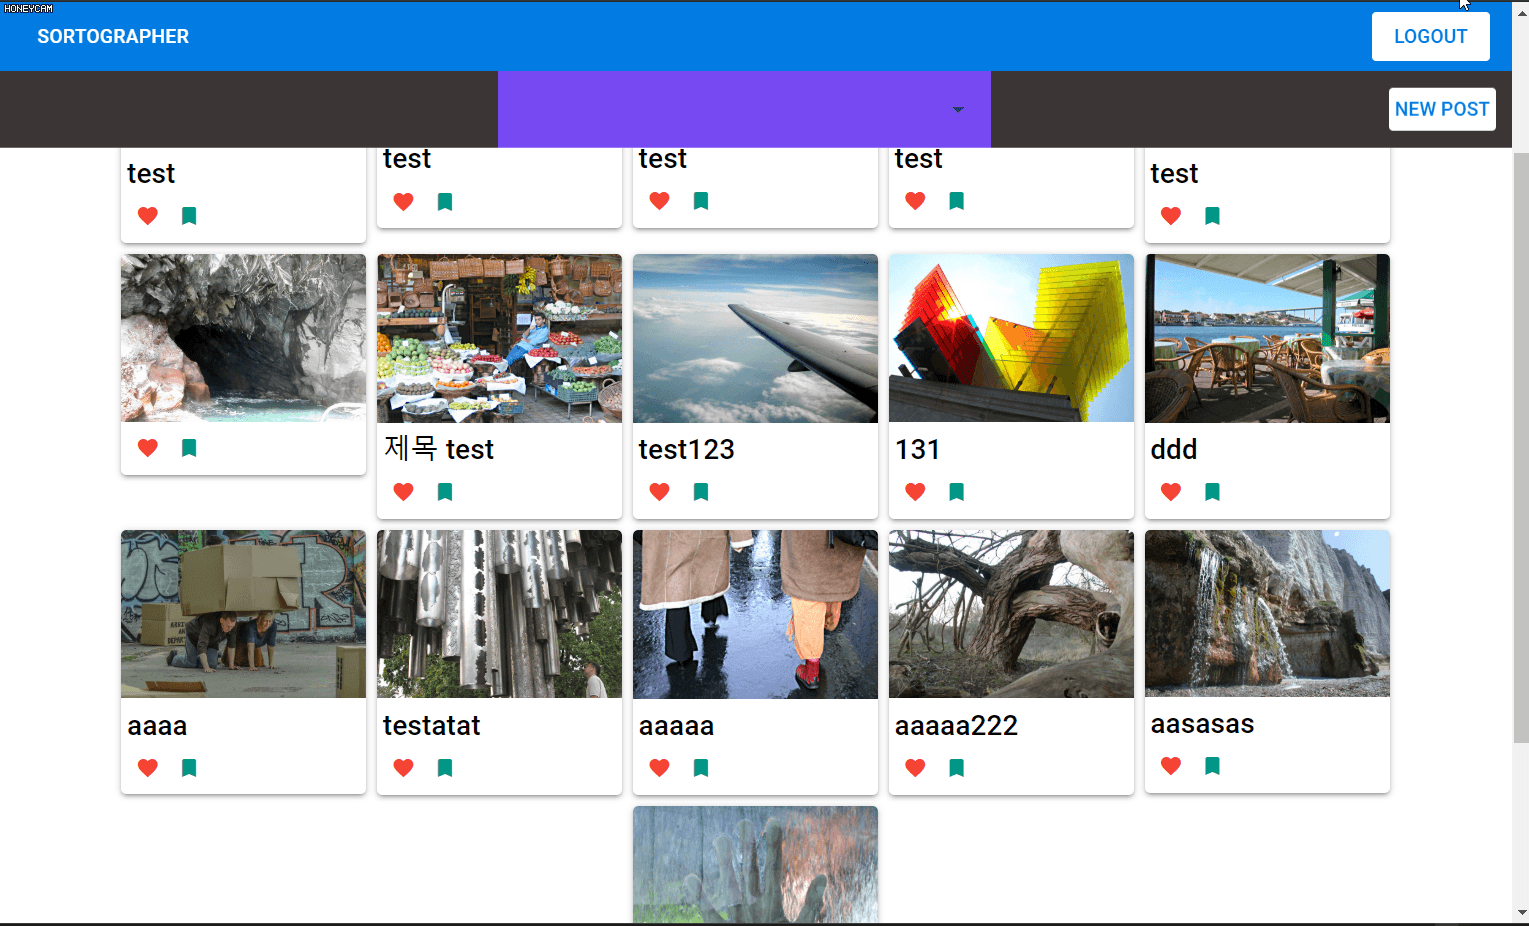 HONEYCAM
SORTOGRAPHER
LOGOUT
NEW POST
test
test
test
test
test
제목 test
test123
131
ddd
aaaa
testatat
aaaaa
aaaaa222
aasasas